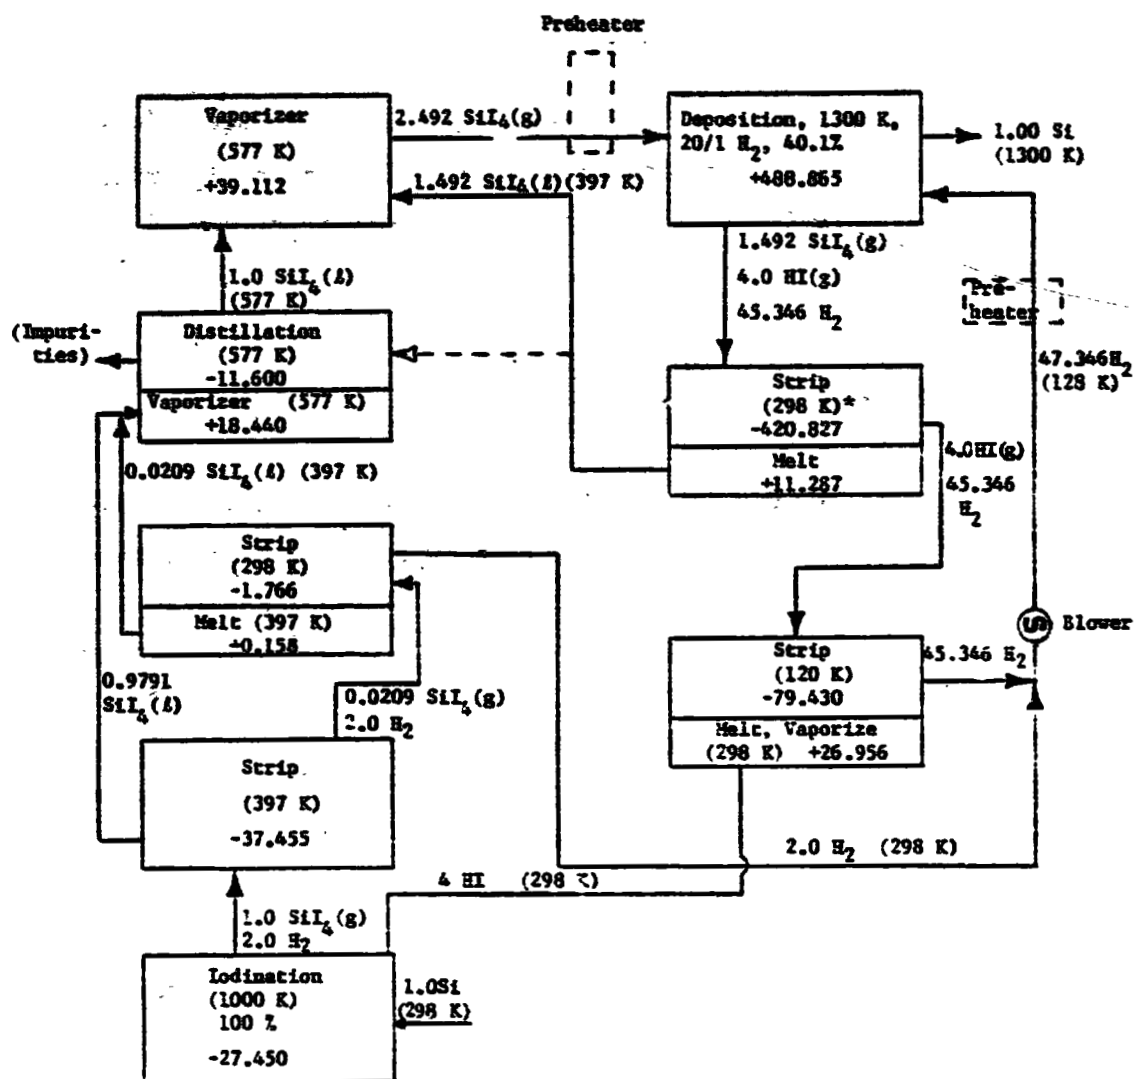 Preheater
Vaporizer
(577 K)
+39.112
2.492 SiI4(g)
1.492 SiI4(ℓ)(397 K)
Deposition, 1300 K,
20/1 H2, 40.1%
+488.865
1.00 Si
(1300 K)
1.0 SiI4(ℓ)
(577 K)
1.492 SiI4(g)
4.0 HI(g)
45.346 H2
Pre-
heater
47.346H2
(128 K)
(Impuri-
ties)
Distillation
(577 K)
-11.600
Vaporizer (577 K)
+18.440
Strip
(298 K)*
-420.827
Melt
+11.287
4.0HI(g)
45.346
H2
0.0209 SiI4(ℓ) (397 K)
Strip
(298 K)
-1.766
Melt (397 K)
+0.158
Blower
Strip
(120 K)
-79.430
Melt, Vaporize
(298 K) +26.956
45.346 H2
0.9791
SiI4(ℓ)
0.0209 SiI4(g)
2.0 H2
Strip
(397 K)
-37.455
2.0 H2 (298 K)
4 HI (298 K)
1.0 SiI4(g)
2.0 H2
Iodination
(1000 K)
100 %
-27.450
1.0Si
(298 K)